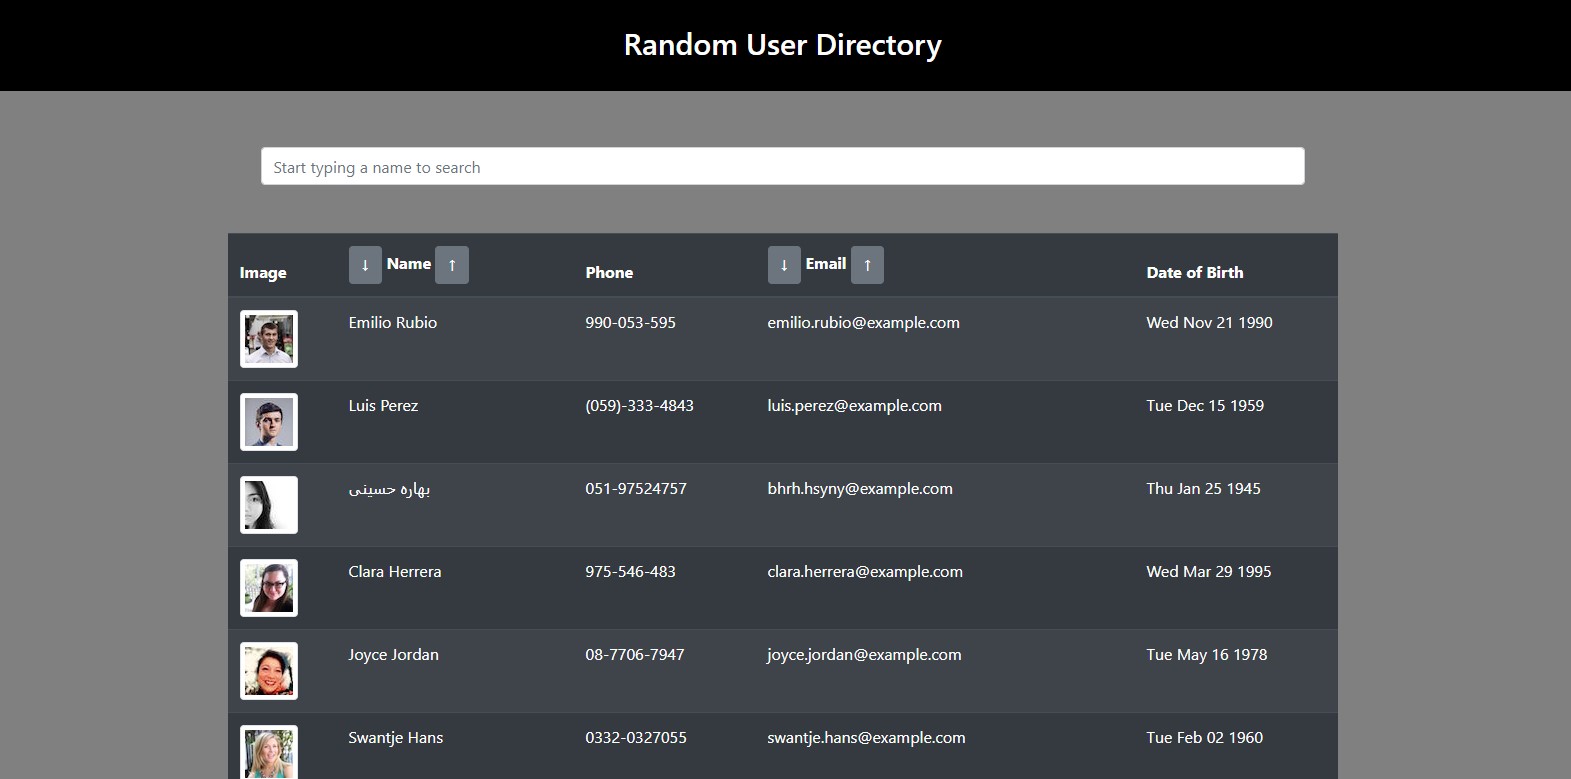 Random User Directory
Start typing a name to search
Image ↓ Name ↑ Phone ↓ Email ↑ Date of Birth
Emilio Rubio 990-053-595 emilio.rubio@example.com Wed Nov 21 1990
Luis Perez (059)-333-4843 luis.perez@example.com Tue Dec 15 1959
بهاره حسینی 051-97524757 bhrh.hsyny@example.com Thu Jan 25 1945
Clara Herrera 975-546-483 clara.herrera@example.com Wed Mar 29 1995
Joyce Jordan 08-7706-7947 joyce.jordan@example.com Tue May 16 1978
Swantje Hans 0332-0327055 swantje.hans@example.com Tue Feb 02 1960